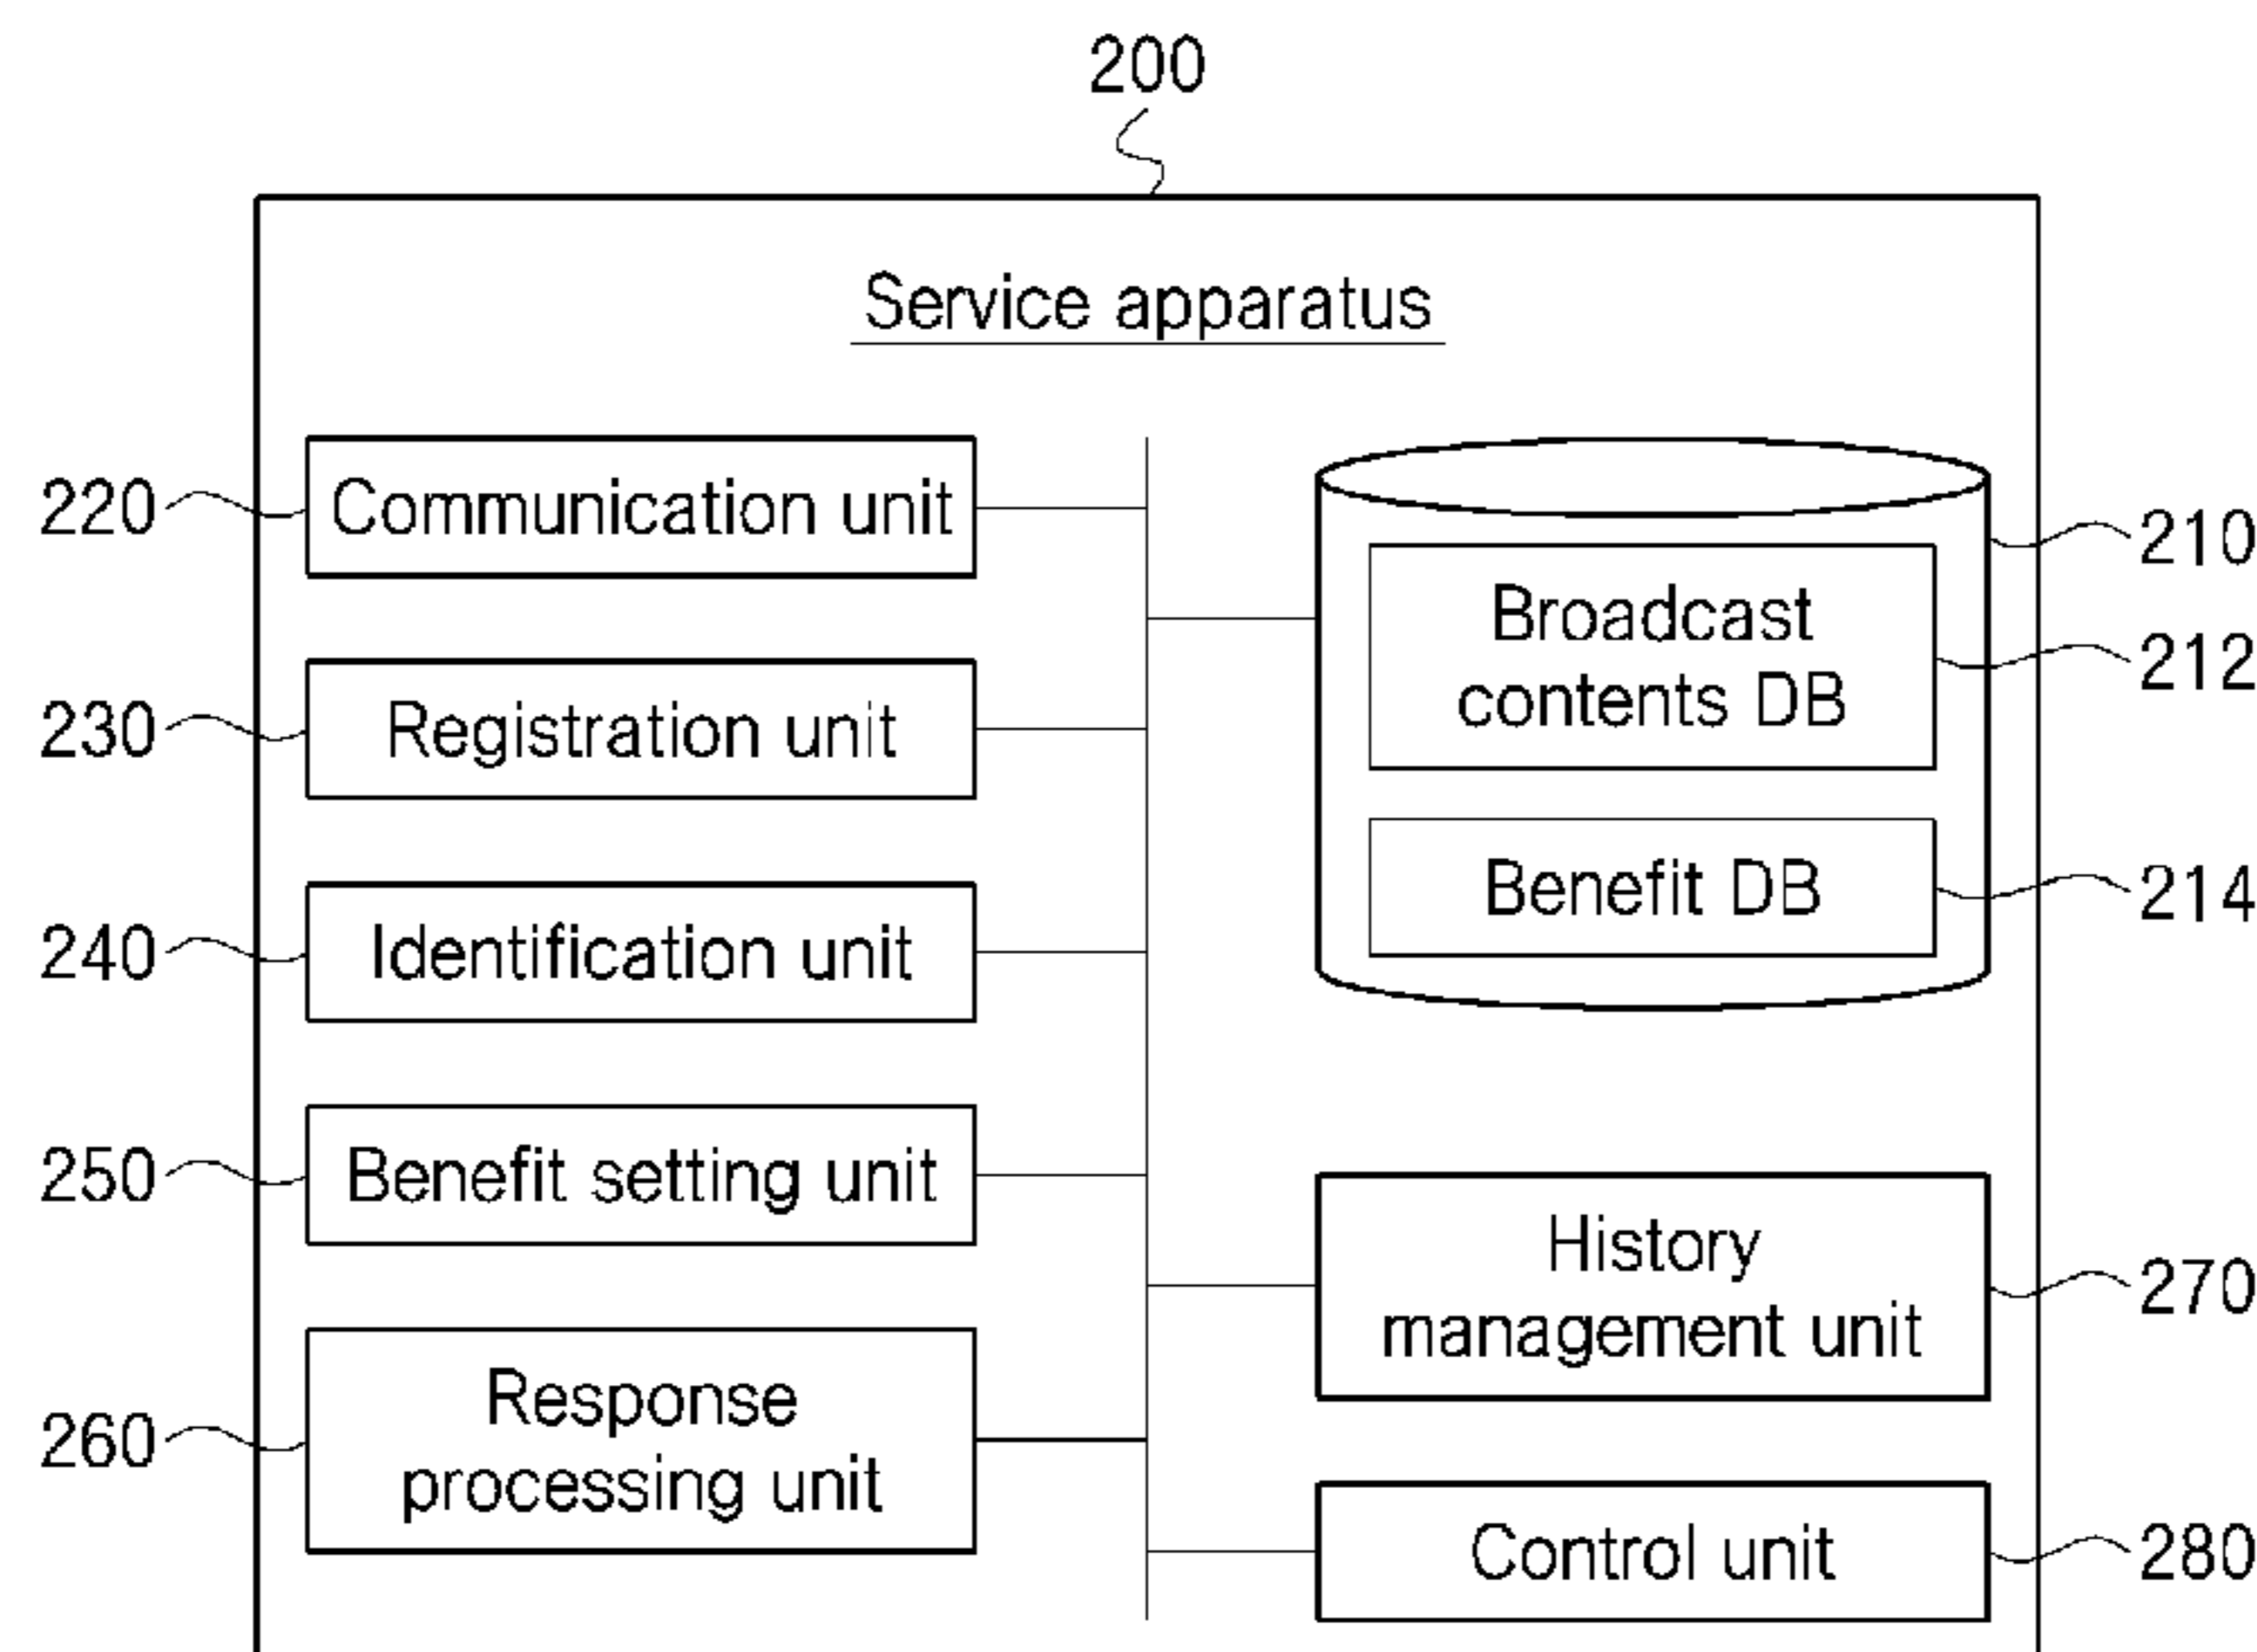 200
Service apparatus
220
Communication unit
230
Registration unit
240
Identification unit
250
Benefit setting unit
260
Response
processing unit
210
Broadcast
contents DB
212
Benefit DB
214
History
management unit
270
Control unit
280